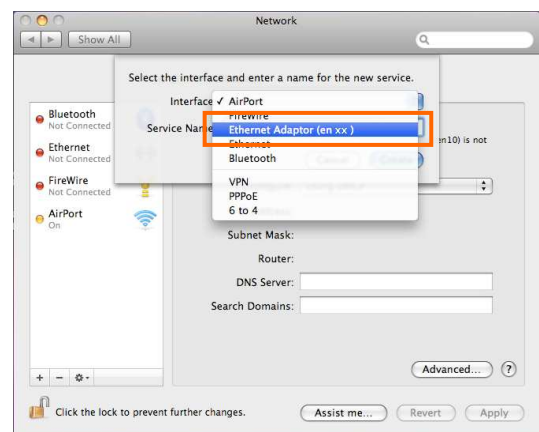 Network
Show All
Select the interface and enter a name for the new service.
Interface ✓ AirPort
FireWire
Service Name
Ethernet Adaptor (en xx )
Ethernet
Bluetooth
VPN
PPPoE
6 to 4
Bluetooth
Not Connected
Ethernet
Not Connected
FireWire
Not Connected
AirPort
On
en10) is not
Subnet Mask:
Router:
DNS Server:
Search Domains:
Advanced...
?
+ −
Click the lock to prevent further changes.
Assist me...
Revert
Apply